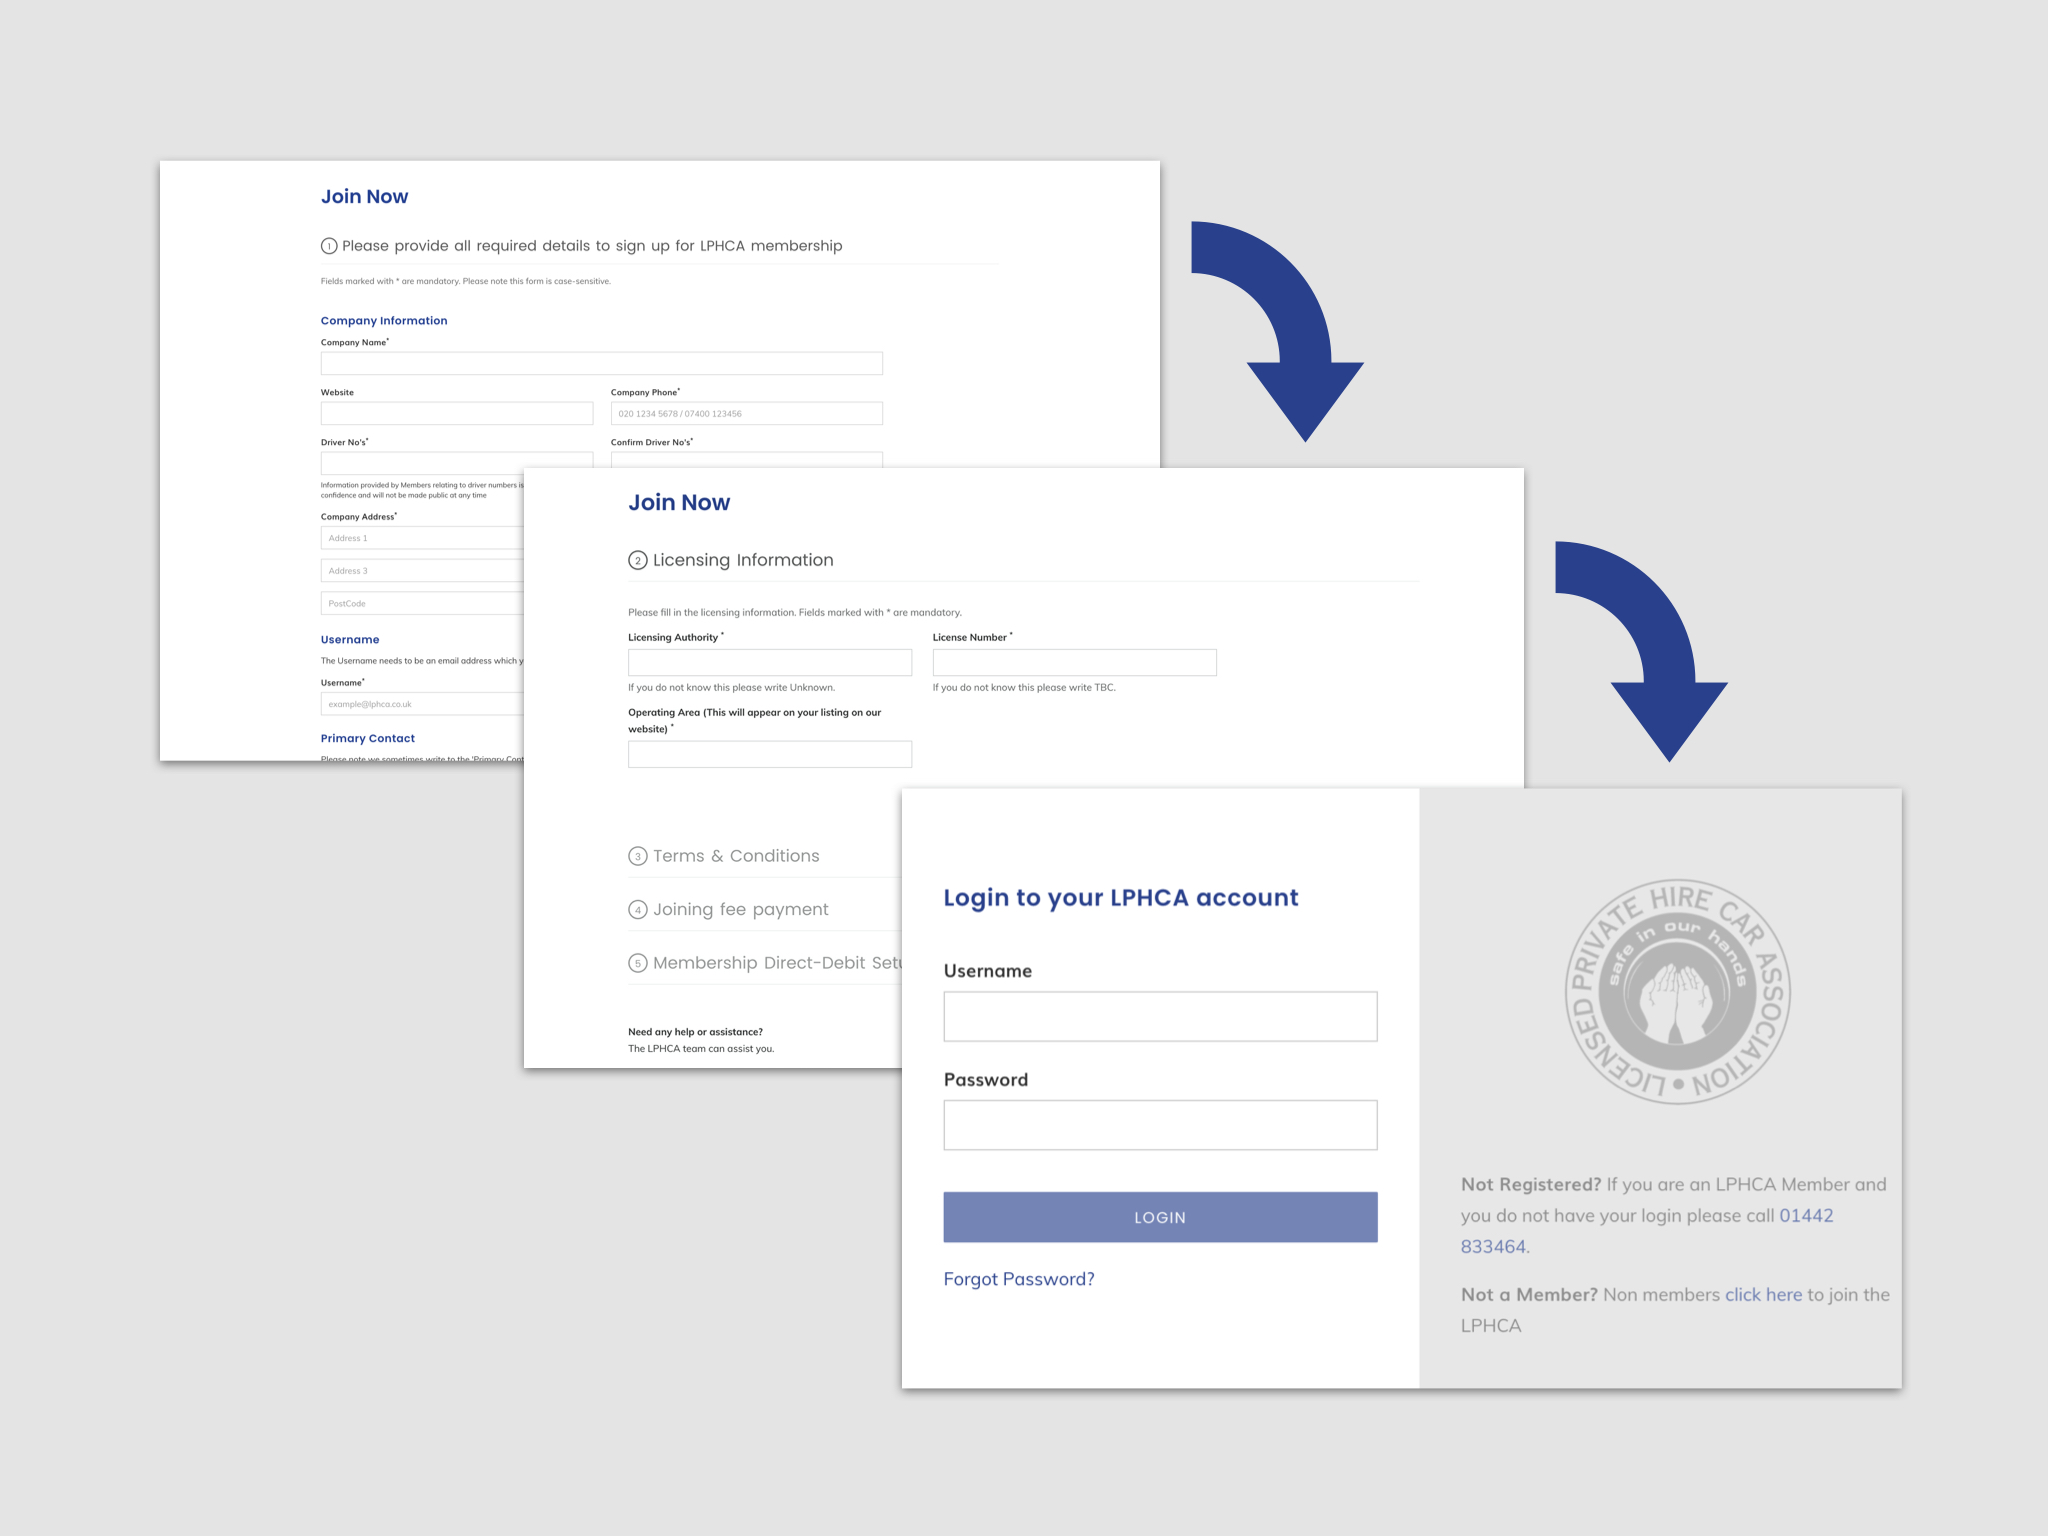 Join Now
1 Please provide all required details to sign up for LPHCA membership
Fields marked with * are mandatory. Please note this form is case-sensitive.
Company Information
Company Name*
Website
Company Phone*
020 1234 5678 / 07400 123456
Driver No's*
Confirm Driver No's*
Information provided by Members relating to driver numbers is
confidence and will not be made public at any time
Company Address*
Address 1
Address 3
PostCode
Username
The Username needs to be an email address which y
Username*
example@lphca.co.uk
Primary Contact
Please note we sometimes write to the 'Primary Cont
Join Now
2 Licensing Information
Please fill in the licensing information. Fields marked with * are mandatory.
Licensing Authority *
License Number *
If you do not know this please write Unknown.
If you do not know this please write TBC.
Operating Area (This will appear on your listing on our
website) *
3 Terms & Conditions
4 Joining fee payment
5 Membership Direct-Debit Setu
Need any help or assistance?
The LPHCA team can assist you.
Login to your LPHCA account
Username
Password
LOGIN
Forgot Password?
LICENSED PRIVATE HIRE CAR ASSOCIATION •
safe in our hands
Not Registered? If you are an LPHCA Member and
you do not have your login please call 01442
833464.
Not a Member? Non members click here to join the
LPHCA